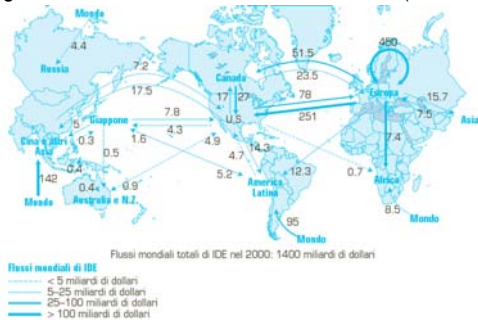 Mondo
4.4
Russia
7.2
17.5
Canada
17
27
51.5
23.5
78
251
450
Europa
15.7
7.5
Asia
U.S.
7.8
4.3
Giappone
5
Cina e altri
Asia
0.3
0.5
1.6
4.9
4.7
14.3
5.2
7.4
142
0.4
0.4
0.9
Australia e N.Z.
Mondo
America
Latina
12.3
0.7
Africa
8.5
Mondo
95
Mondo
Flussi mondiali totali di IDE nel 2000: 1400 miliardi di dollari
Flussi mondiali di IDE
< 5 miliardi di dollari
5–25 miliardi di dollari
25–100 miliardi di dollari
> 100 miliardi di dollari